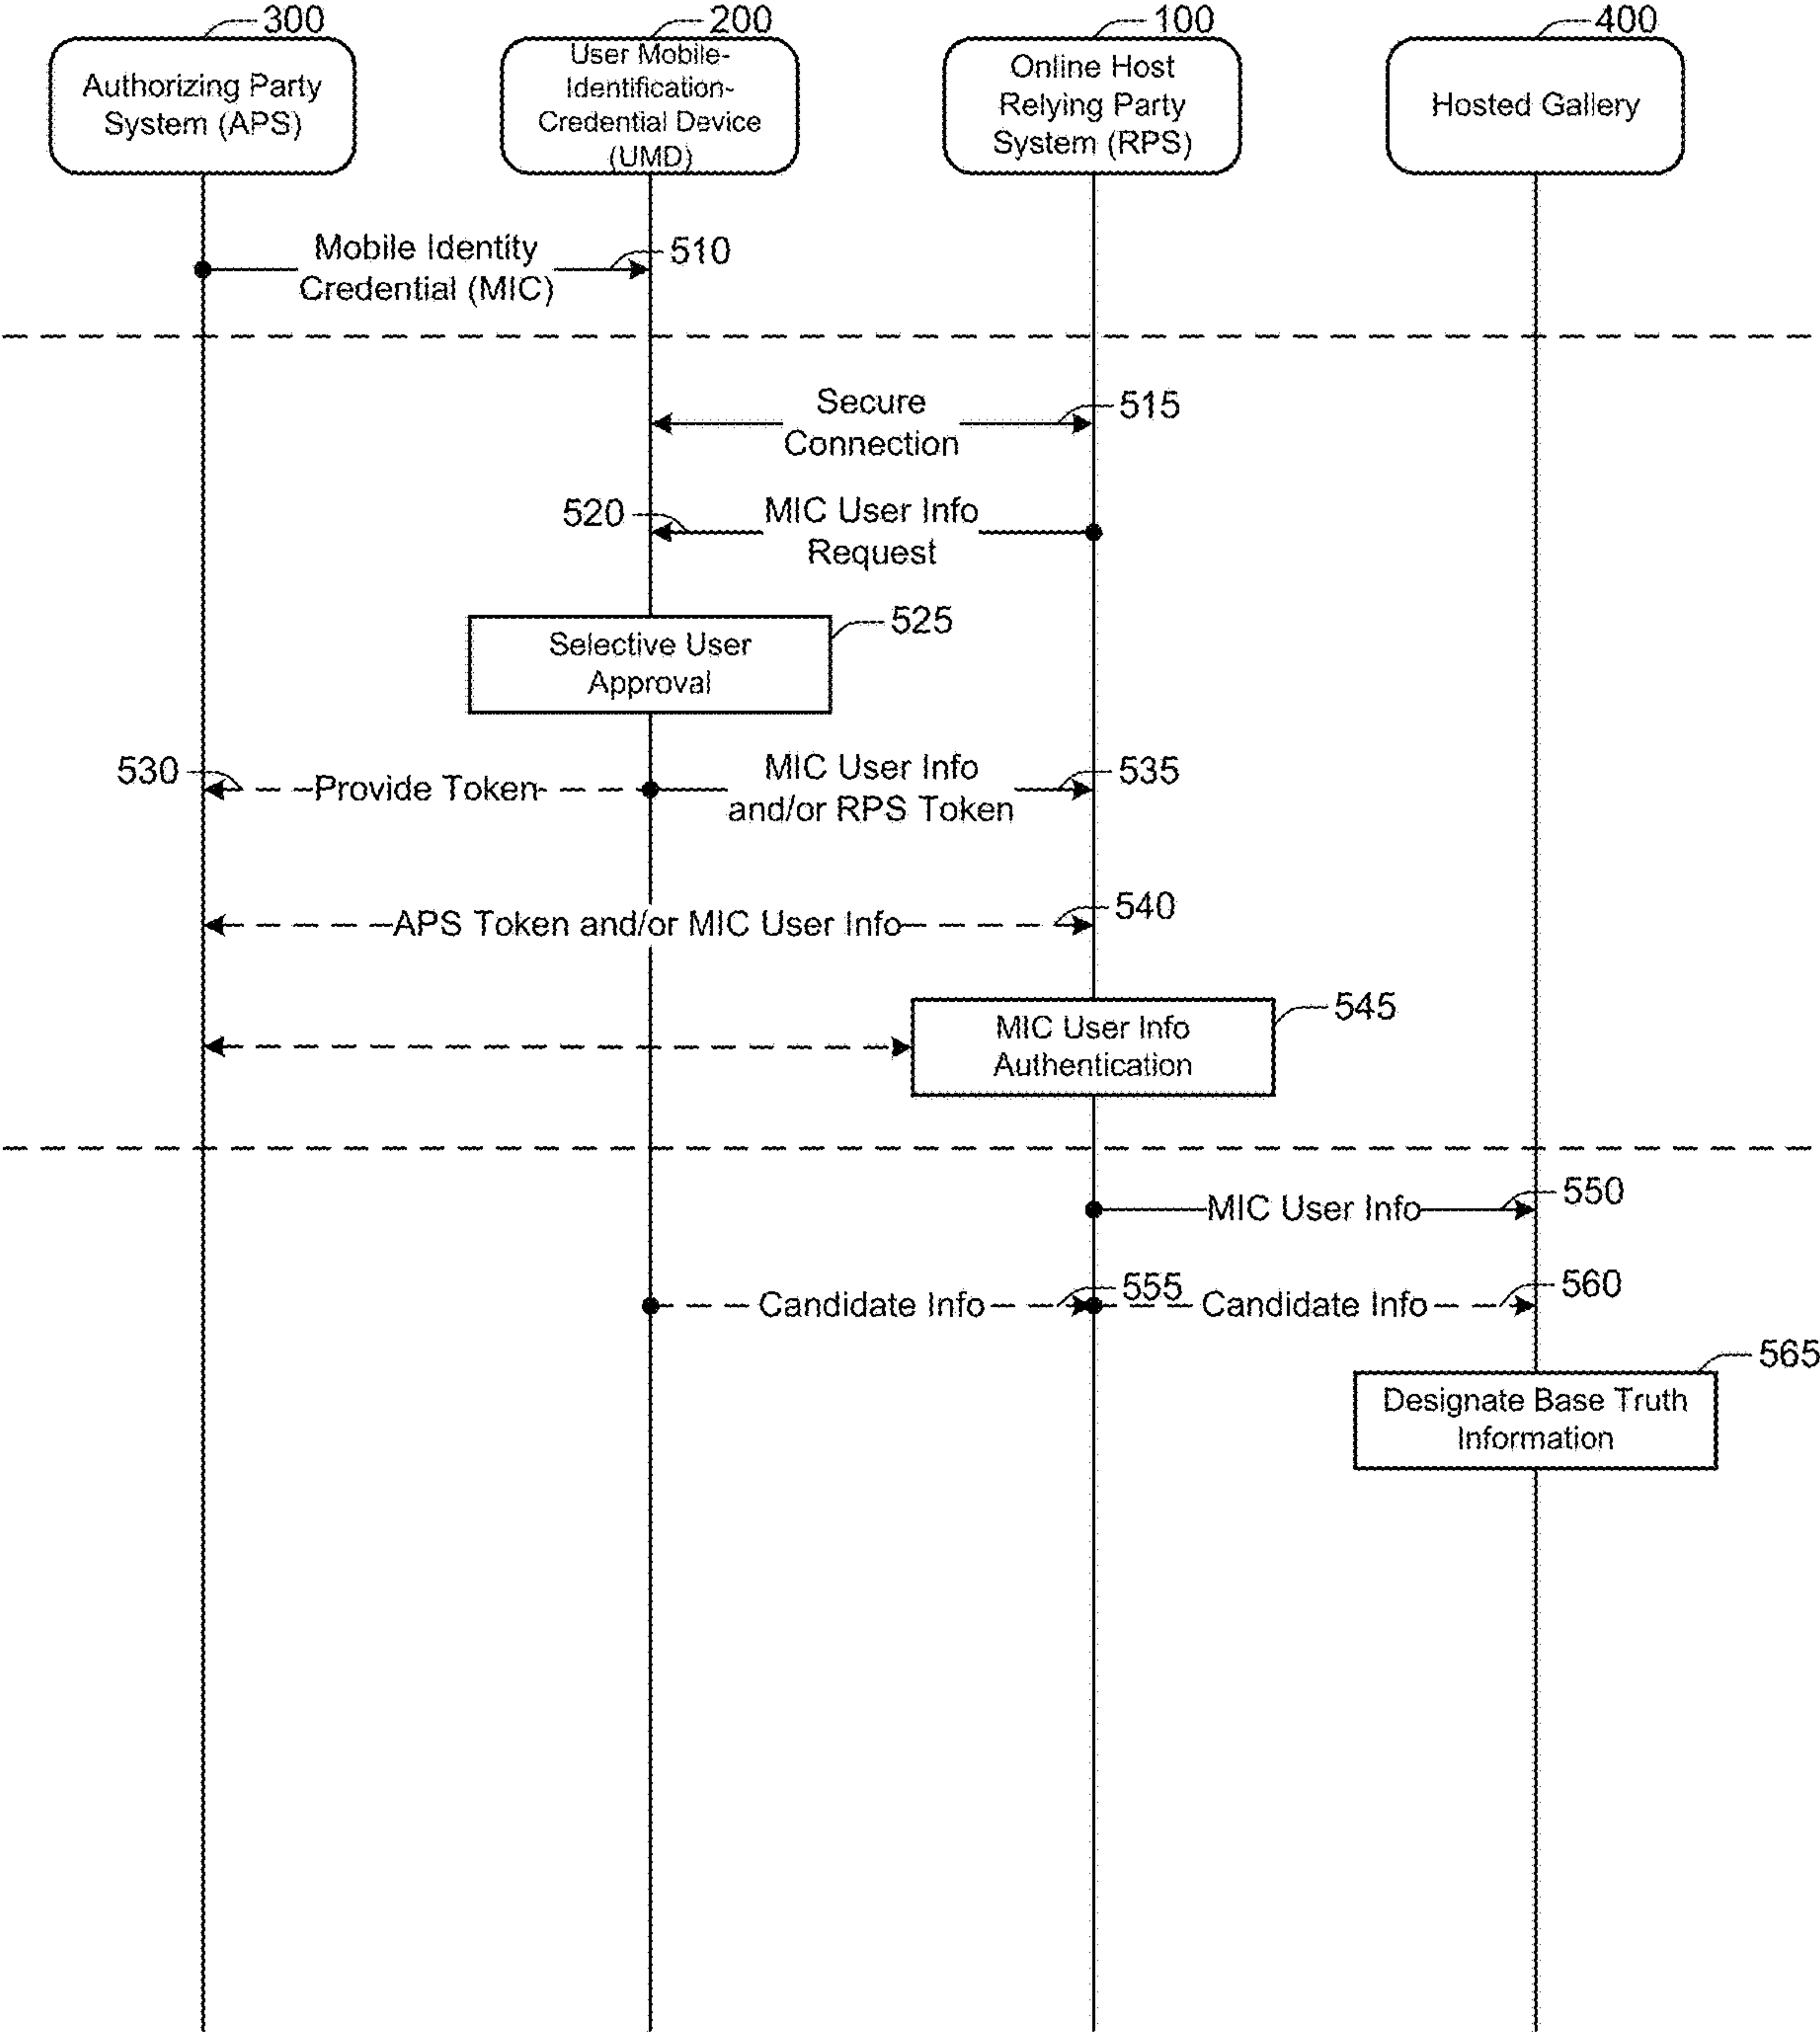 300
200
100
400
Authorizing Party
System (APS)
User Mobile-
Identification-
Credential Device
(UMD)
Online Host
Relying Party
System (RPS)
Hosted Gallery
Mobile Identity
Credential (MIC)
510
Secure
Connection
515
520
MIC User Info
Request
Selective User
Approval
525
530
Provide Token
MIC User Info
and/or RPS Token
535
APS Token and/or MIC User Info
540
MIC User Info
Authentication
545
MIC User Info
550
Candidate Info
555
Candidate Info
560
565
Designate Base Truth
Information